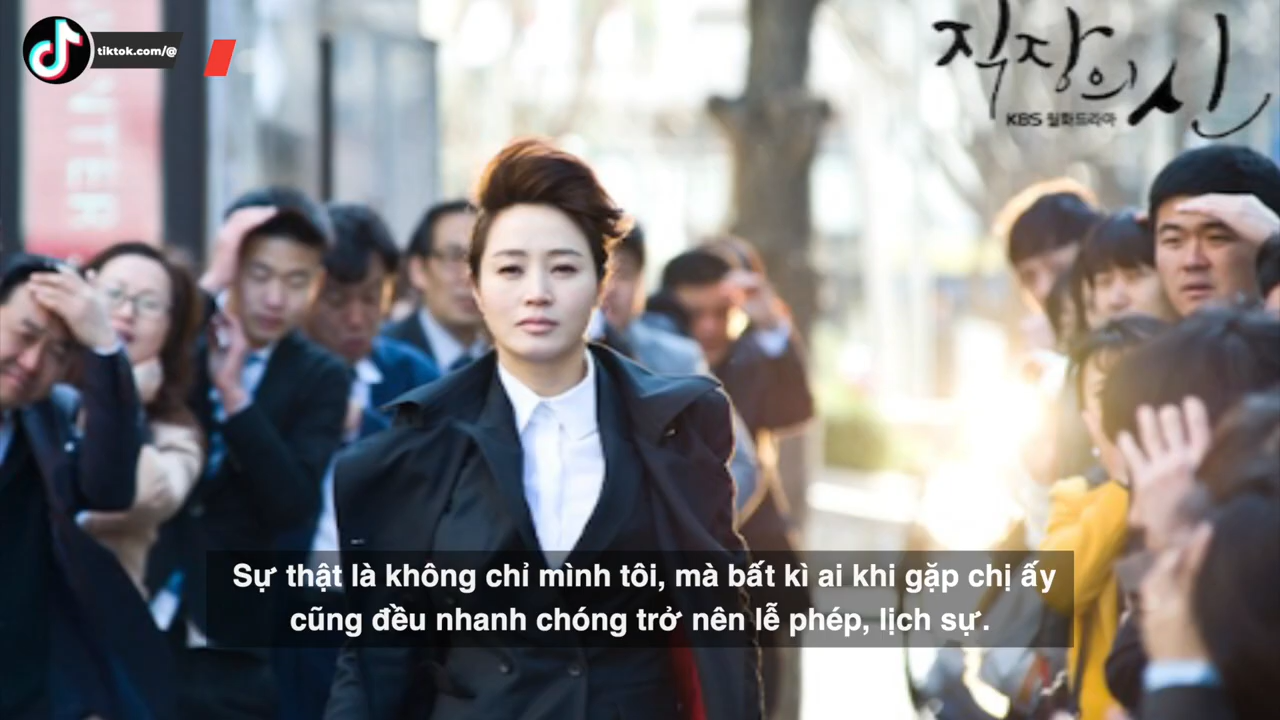 tiktok.com/@
직장의 신
KBS 월화드라마
Sự thật là không chỉ mình tôi, mà bất kì ai khi gặp chị ấy
cũng đều nhanh chóng trở nên lễ phép, lịch sự.